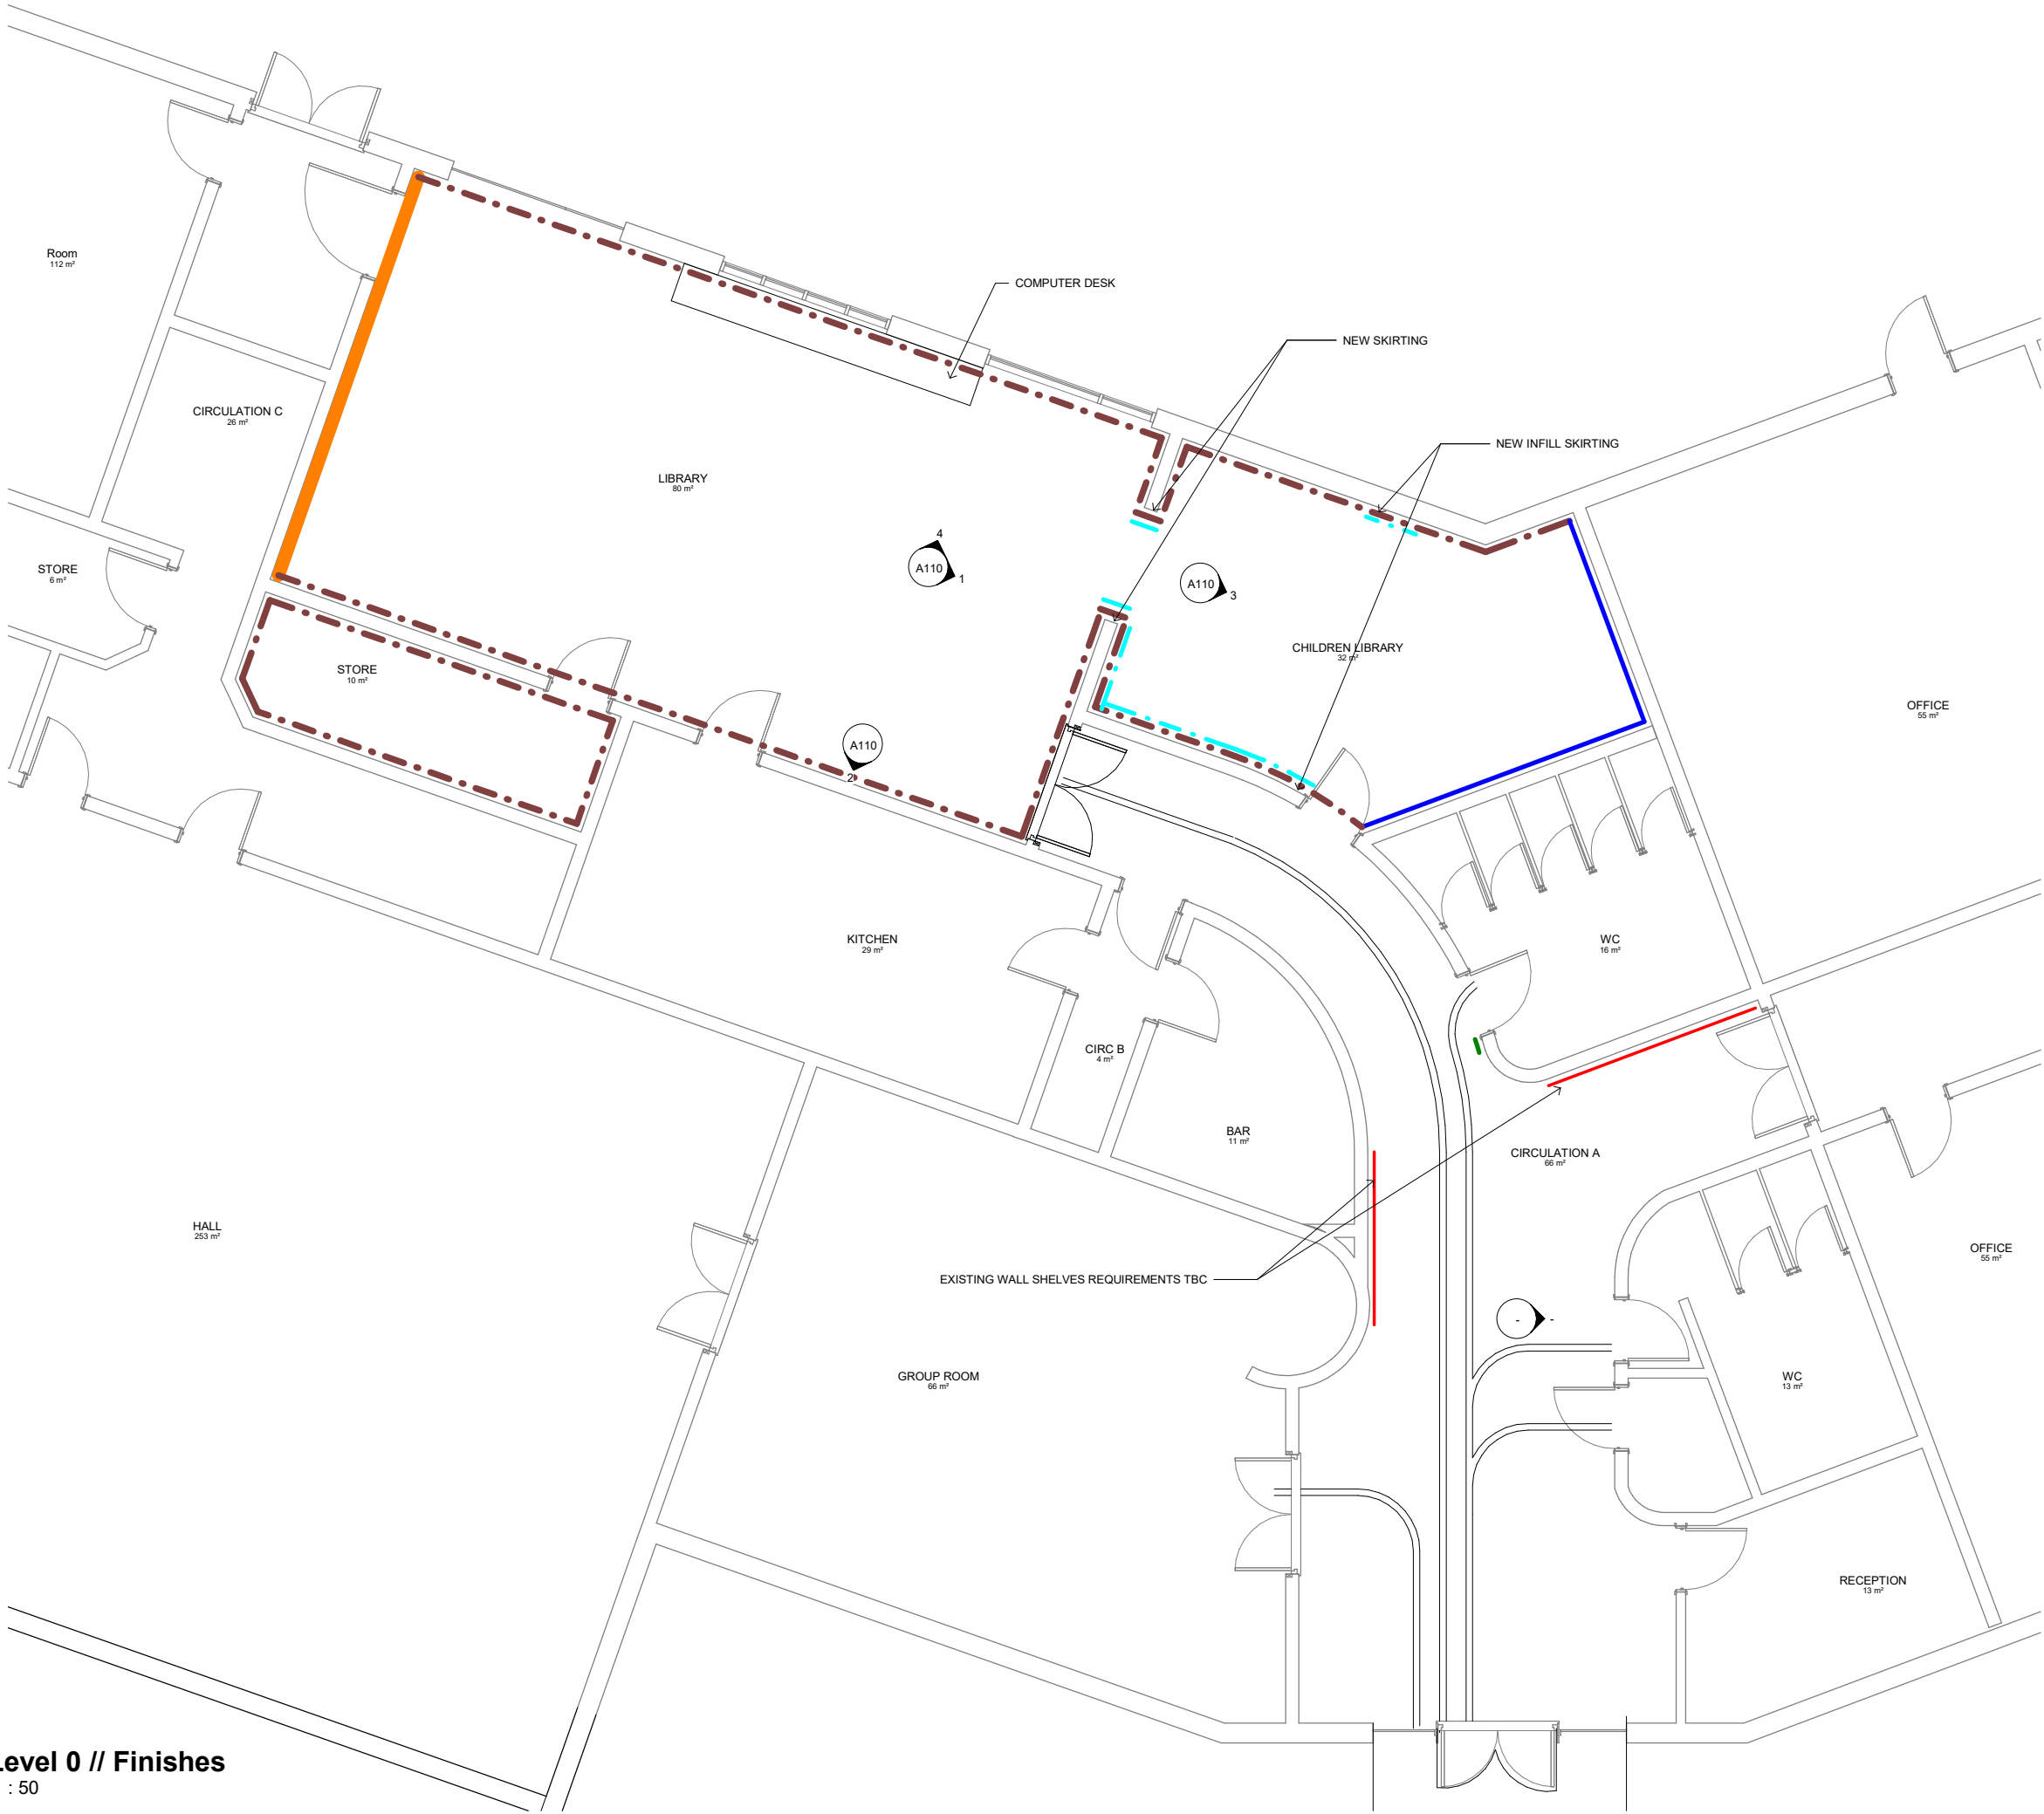 Room
112 m²
COMPUTER DESK
NEW SKIRTING
CIRCULATION C
26 m²
NEW INFILL SKIRTING
LIBRARY
80 m²
4
A110
1
STORE
6 m²
A110
3
CHILDREN LIBRARY
32 m²
STORE
10 m²
OFFICE
55 m²
A110
2
KITCHEN
29 m²
WC
16 m²
CIRC B
4 m²
BAR
11 m²
CIRCULATION A
66 m²
HALL
253 m²
OFFICE
55 m²
EXISTING WALL SHELVES REQUIREMENTS TBC
- -
GROUP ROOM
66 m²
WC
13 m²
RECEPTION
13 m²
Level 0 // Finishes
: 50